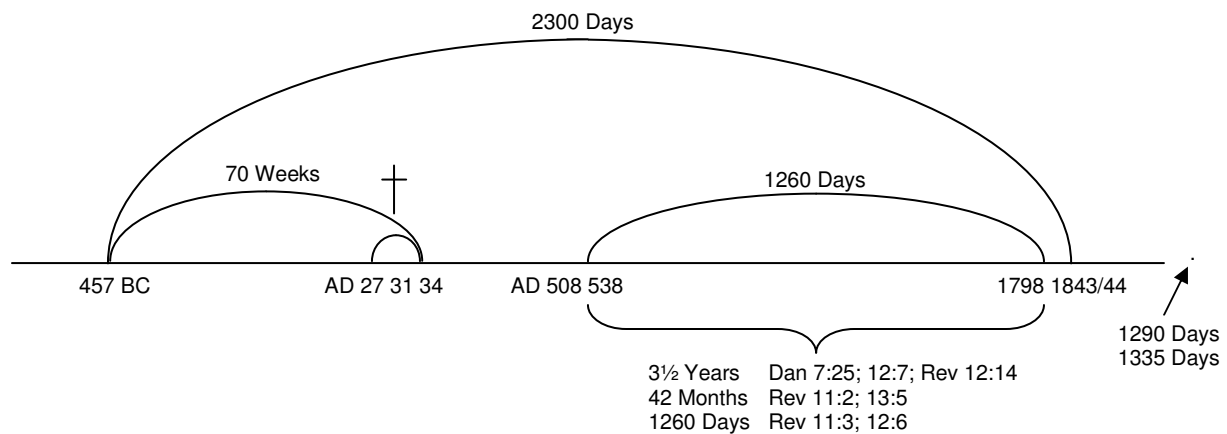 2300 Days
70 Weeks
1260 Days
457 BC AD 27 31 34 AD 508 538 1798 1843/44
1290 Days
1335 Days
3½ Years Dan 7:25; 12:7; Rev 12:14
42 Months Rev 11:2; 13:5
1260 Days Rev 11:3; 12:6